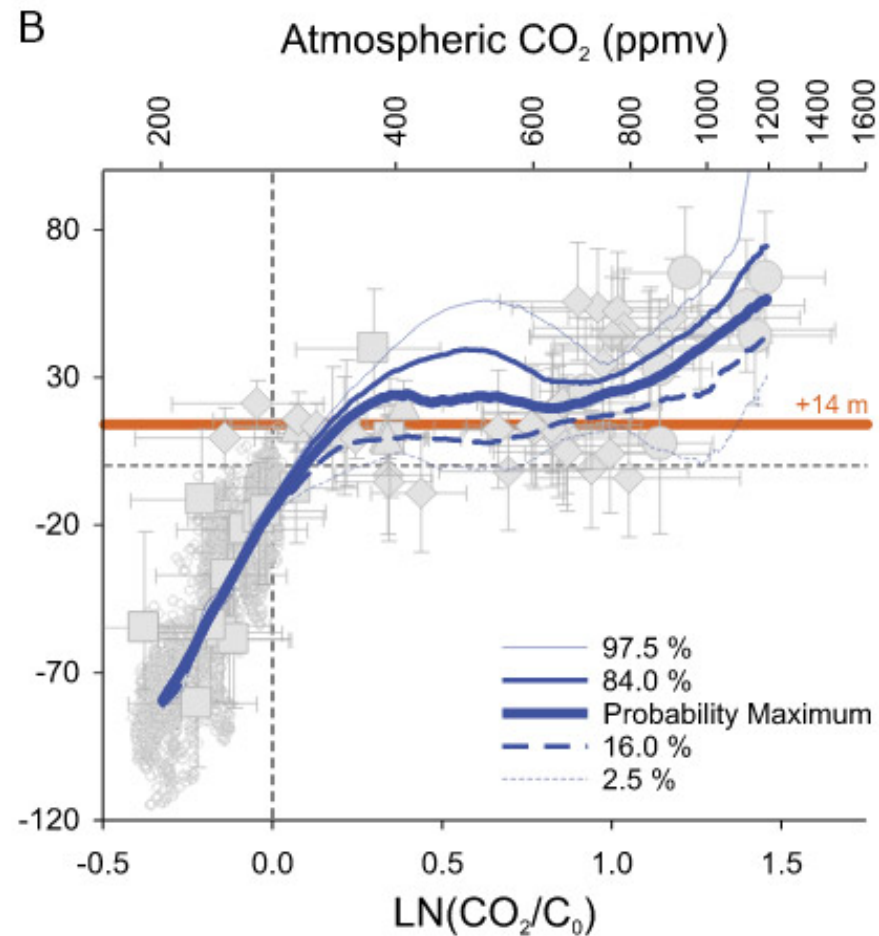 B
Atmospheric CO₂ (ppmv)
200 400 600 800 1000 1200 1400 1600
80
30
-20
-70
-120
+14 m
97.5 %
84.0 %
Probability Maximum
16.0 %
2.5 %
-0.5 0.0 0.5 1.0 1.5
LN(CO₂/C₀)